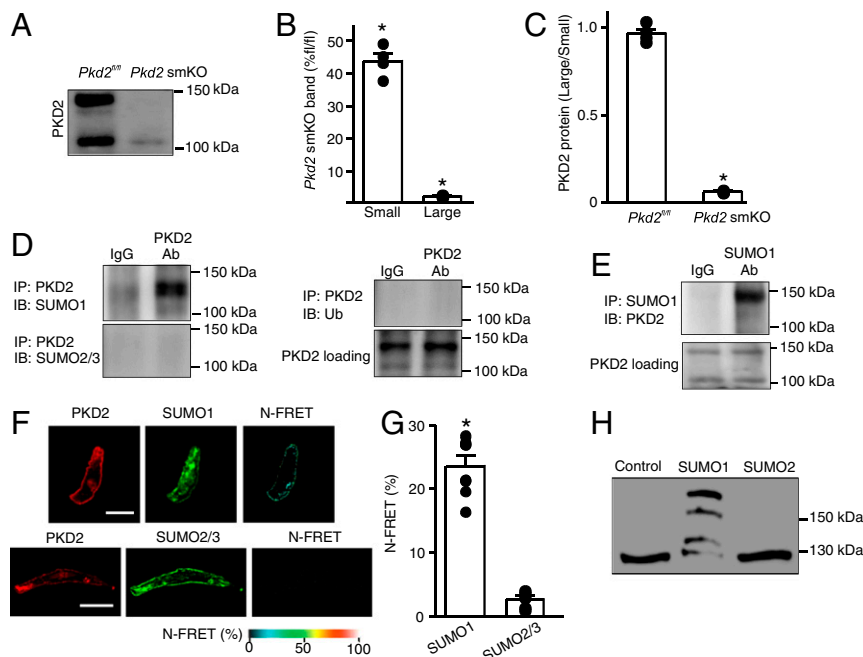 A
Pkd2fl/fl Pkd2 smKO
PKD2
150 kDa
100 kDa
B
Pkd2 smKO band (%fl/fl)
50
40
30
20
10
*
*
Small Large
C
PKD2 protein (Large/Small)
1.0
0.5
0
*
Pkd2fl/fl Pkd2 smKO
D
IgG PKD2 Ab
IP: PKD2
IB: SUMO1
150 kDa
100 kDa
IP: PKD2
IB: SUMO2/3
150 kDa
100 kDa
IgG PKD2 Ab
IP: PKD2
IB: Ub
150 kDa
100 kDa
PKD2 loading
150 kDa
100 kDa
E
IgG SUMO1 Ab
IP: SUMO1
IB: PKD2
150 kDa
100 kDa
PKD2 loading
150 kDa
100 kDa
F
PKD2 SUMO1 N-FRET
PKD2 SUMO2/3 N-FRET
N-FRET (%)
0 50 100
G
N-FRET (%)
30
20
10
0
*
SUMO1 SUMO2/3
H
Control SUMO1 SUMO2
150 kDa
130 kDa